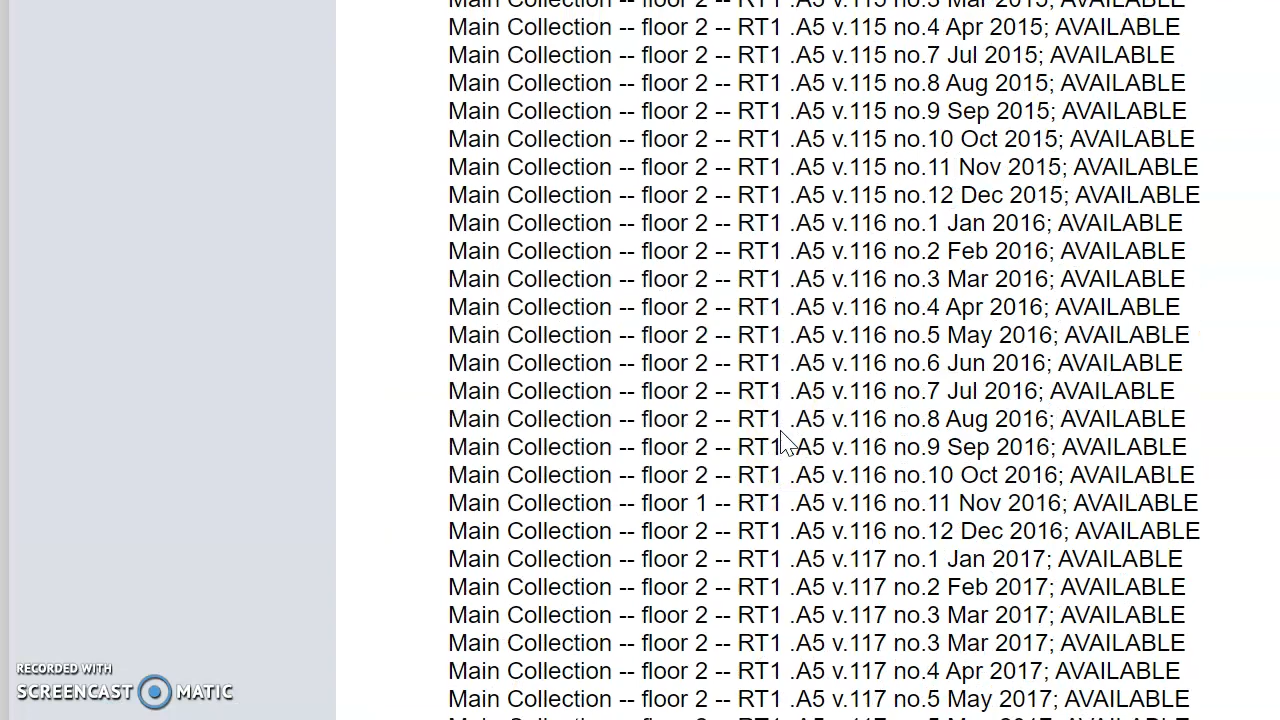 Main Collection -- floor 2 -- RT1 .A5 v.115 no.3 Mar 2015; AVAILABLE
Main Collection -- floor 2 -- RT1 .A5 v.115 no.4 Apr 2015; AVAILABLE
Main Collection -- floor 2 -- RT1 .A5 v.115 no.7 Jul 2015; AVAILABLE
Main Collection -- floor 2 -- RT1 .A5 v.115 no.8 Aug 2015; AVAILABLE
Main Collection -- floor 2 -- RT1 .A5 v.115 no.9 Sep 2015; AVAILABLE
Main Collection -- floor 2 -- RT1 .A5 v.115 no.10 Oct 2015; AVAILABLE
Main Collection -- floor 2 -- RT1 .A5 v.115 no.11 Nov 2015; AVAILABLE
Main Collection -- floor 2 -- RT1 .A5 v.115 no.12 Dec 2015; AVAILABLE
Main Collection -- floor 2 -- RT1 .A5 v.116 no.1 Jan 2016; AVAILABLE
Main Collection -- floor 2 -- RT1 .A5 v.116 no.2 Feb 2016; AVAILABLE
Main Collection -- floor 2 -- RT1 .A5 v.116 no.3 Mar 2016; AVAILABLE
Main Collection -- floor 2 -- RT1 .A5 v.116 no.4 Apr 2016; AVAILABLE
Main Collection -- floor 2 -- RT1 .A5 v.116 no.5 May 2016; AVAILABLE
Main Collection -- floor 2 -- RT1 .A5 v.116 no.6 Jun 2016; AVAILABLE
Main Collection -- floor 2 -- RT1 .A5 v.116 no.7 Jul 2016; AVAILABLE
Main Collection -- floor 2 -- RT1 .A5 v.116 no.8 Aug 2016; AVAILABLE
Main Collection -- floor 2 -- RT1 .A5 v.116 no.9 Sep 2016; AVAILABLE
Main Collection -- floor 2 -- RT1 .A5 v.116 no.10 Oct 2016; AVAILABLE
Main Collection -- floor 1 -- RT1 .A5 v.116 no.11 Nov 2016; AVAILABLE
Main Collection -- floor 2 -- RT1 .A5 v.116 no.12 Dec 2016; AVAILABLE
Main Collection -- floor 2 -- RT1 .A5 v.117 no.1 Jan 2017; AVAILABLE
Main Collection -- floor 2 -- RT1 .A5 v.117 no.2 Feb 2017; AVAILABLE
Main Collection -- floor 2 -- RT1 .A5 v.117 no.3 Mar 2017; AVAILABLE
Main Collection -- floor 2 -- RT1 .A5 v.117 no.3 Mar 2017; AVAILABLE
Main Collection -- floor 2 -- RT1 .A5 v.117 no.4 Apr 2017; AVAILABLE
Main Collection -- floor 2 -- RT1 .A5 v.117 no.5 May 2017; AVAILABLE
RECORDED WITH
SCREENCAST MATIC